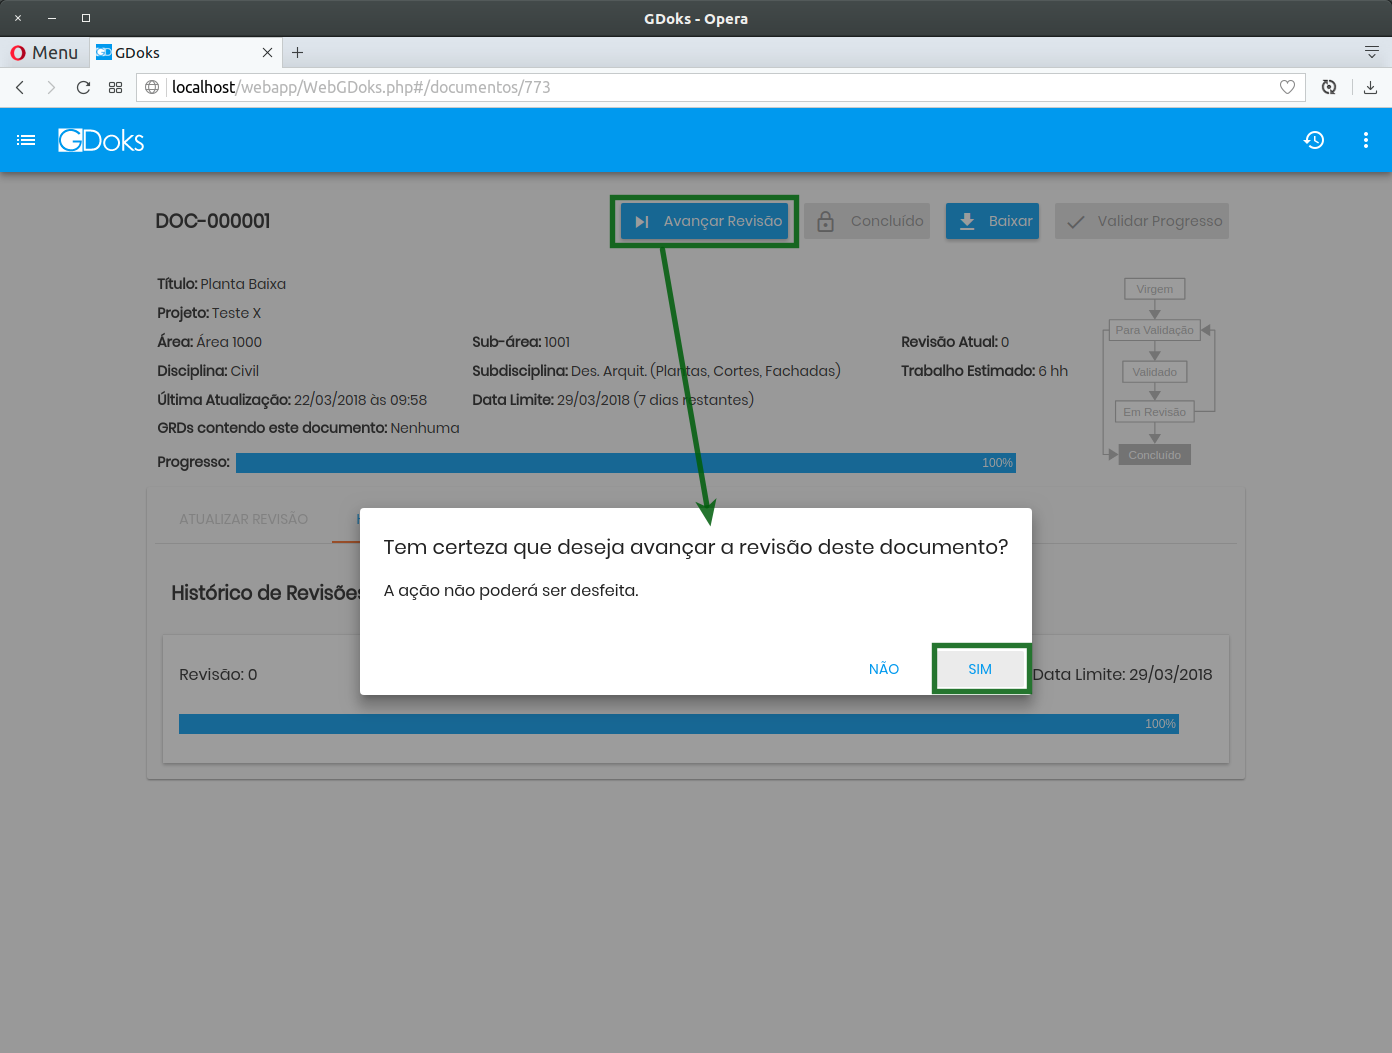 GDoks - Opera
Menu
GDoks
localhost/webapp/WebGDoks.php#/documentos/773
GDoks
DOC-000001
Avançar Revisão
Concluído
Baixar
Validar Progresso
Título: Planta Baixa
Projeto: Teste X
Área: Área 1000
Sub-área: 1001
Revisão Atual: 0
Disciplina: Civil
Subdisciplina: Des. Arquit. (Plantas, Cortes, Fachadas)
Trabalho Estimado: 6 hh
Última Atualização: 22/03/2018 às 09:58
Data Limite: 29/03/2018 (7 dias restantes)
GRDs contendo este documento: Nenhuma
Progresso:
100%
Virgem
Para Validação
Validado
Em Revisão
Concluído
ATUALIZAR REVISÃO
Histórico de Revisões
Tem certeza que deseja avançar a revisão deste documento?
A ação não poderá ser desfeita.
NÃO
SIM
Revisão: 0
Data Limite: 29/03/2018
100%